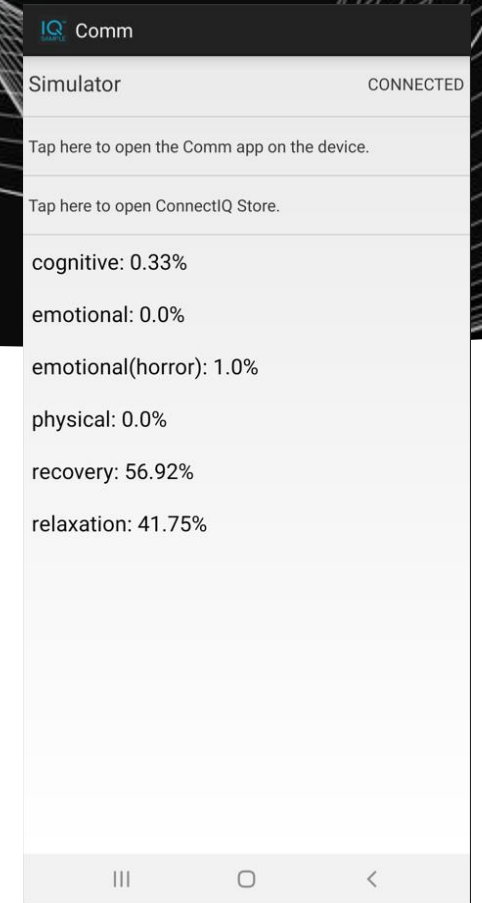 IQ
SAMPLE
Comm
Simulator
CONNECTED
Tap here to open the Comm app on the device.
Tap here to open ConnectIQ Store.
cognitive: 0.33%
emotional: 0.0%
emotional(horror): 1.0%
physical: 0.0%
recovery: 56.92%
relaxation: 41.75%